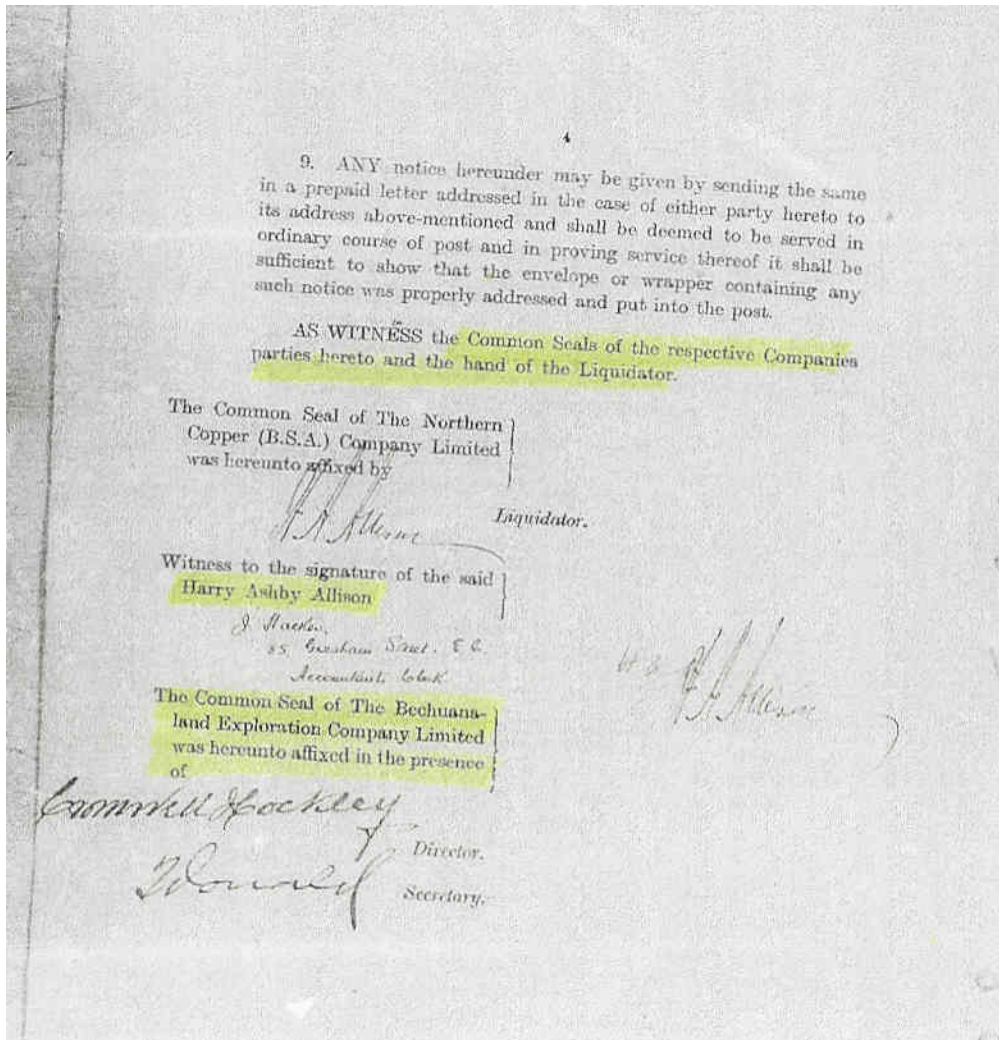 4
9. ANY notice hereunder may be given by sending the same
in a prepaid letter addressed in the case of either party hereto to
its address above-mentioned and shall be deemed to be served in
ordinary course of post and in proving service thereof it shall be
sufficient to show that the envelope or wrapper containing any
such notice was properly addressed and put into the post.
AS WITNESS the Common Seals of the respective Companies
parties hereto and the hand of the Liquidator.
The Common Seal of The Northern
Copper (B.S.A.) Company Limited
was hereunto affixed by
H A Allison
Liquidator.
Witness to the signature of the said
Harry Ashby Allison
J.
Gresham Street. E C.
Accountants Clerk
H A Allison
The Common Seal of The Bechuana-
land Exploration Company Limited
was hereunto affixed in the presence
of
Cromwell Hockley
Director.
Donald
Secretary.